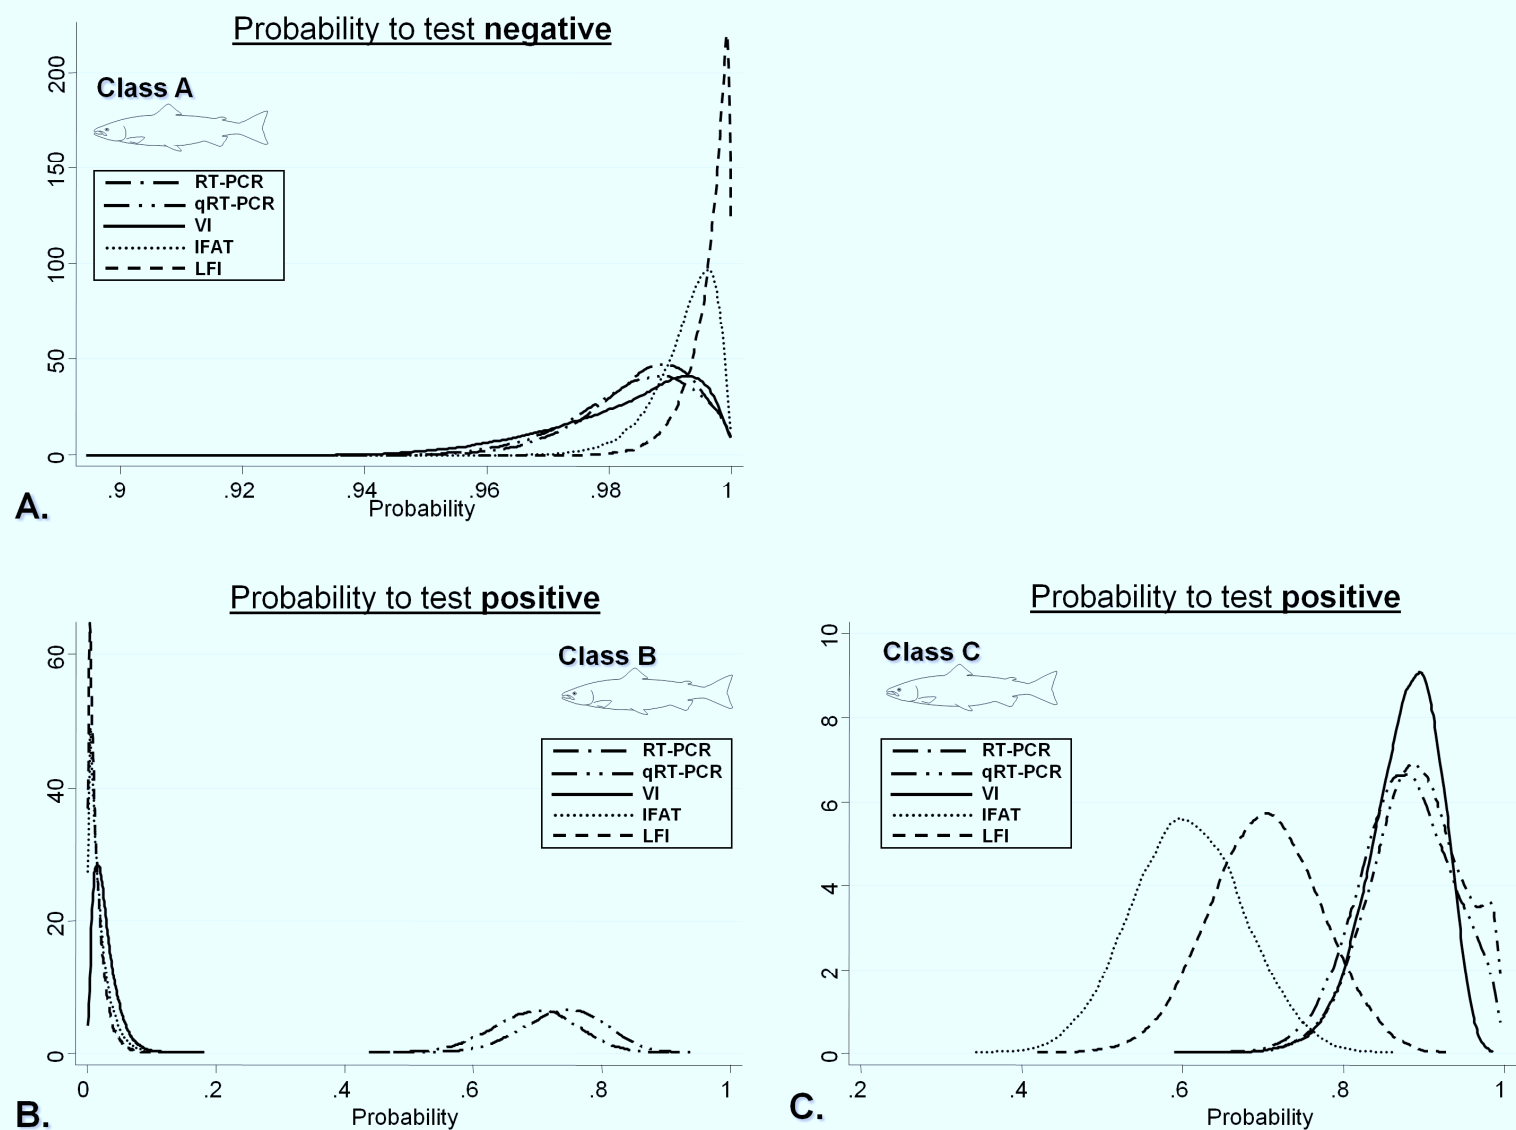 Probability to test negative
Class A
RT-PCR
qRT-PCR
VI
IFAT
LFI
200
150
100
50
0
.9 .92 .94 .96 .98 1
Probability
A.
Probability to test positive
Class B
RT-PCR
qRT-PCR
VI
IFAT
LFI
60
40
20
0
0 .2 .4 .6 .8 1
Probability
B.
Probability to test positive
Class C
RT-PCR
qRT-PCR
VI
IFAT
LFI
10
8
6
4
2
0
.2 .4 .6 .8 1
Probability
C.